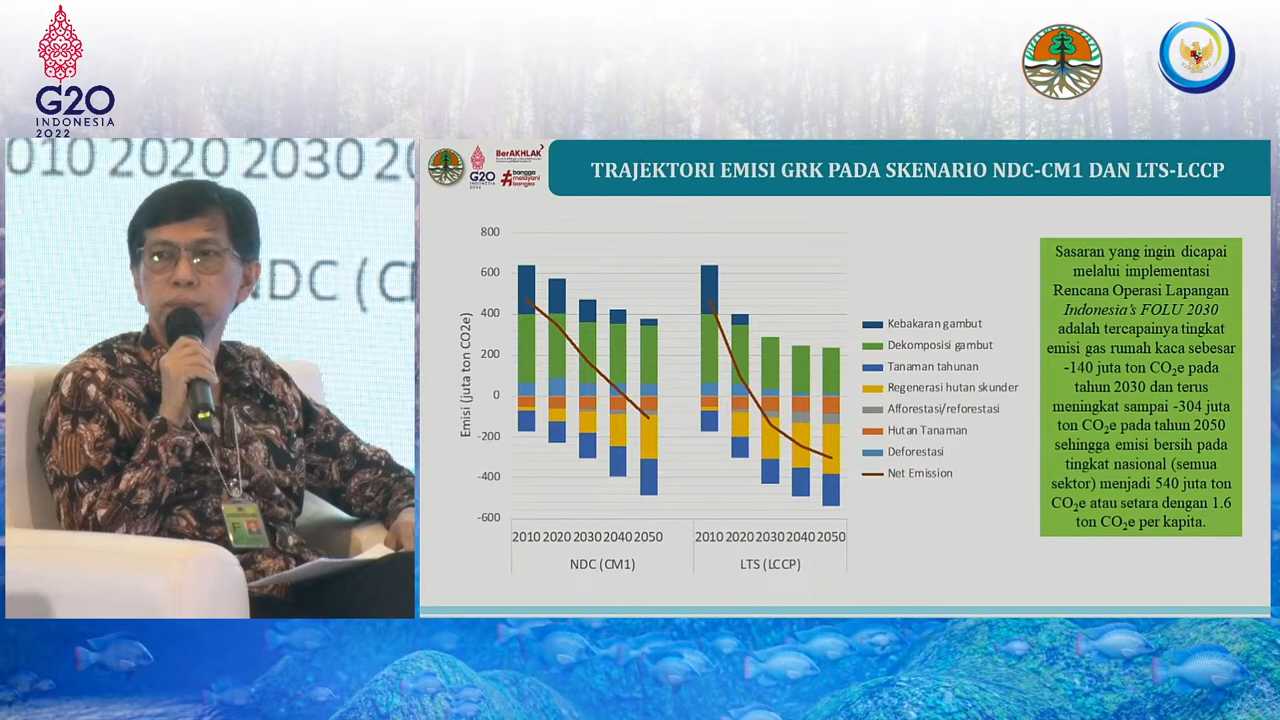 G20
INDONESIA
2022
010 2020 2030 20
NDC (C
G20
INDONESIA
2022
BerAKHLAK
#bangga
melayani
bangsa
TRAJEKTORI EMISI GRK PADA SKENARIO NDC-CM1 DAN LTS-LCCP
Emisi (juta ton CO2e)
800
600
400
200
0
-200
-400
-600
2010 2020 2030 2040 2050
2010 2020 2030 2040 2050
NDC (CM1)
LTS (LCCP)
Kebakaran gambut
Dekomposisi gambut
Tanaman tahunan
Regenerasi hutan skunder
Afforestasi/reforestasi
Hutan Tanaman
Deforestasi
Net Emission
Sasaran yang ingin dicapai
melalui implementasi
Rencana Operasi Lapangan
Indonesia's FOLU 2030
adalah tercapainya tingkat
emisi gas rumah kaca sebesar
-140 juta ton CO₂e pada
tahun 2030 dan terus
meningkat sampai -304 juta
ton CO₂e pada tahun 2050
sehingga emisi bersih pada
tingkat nasional (semua
sektor) menjadi 540 juta ton
CO₂e atau setara dengan 1.6
ton CO₂e per kapita.